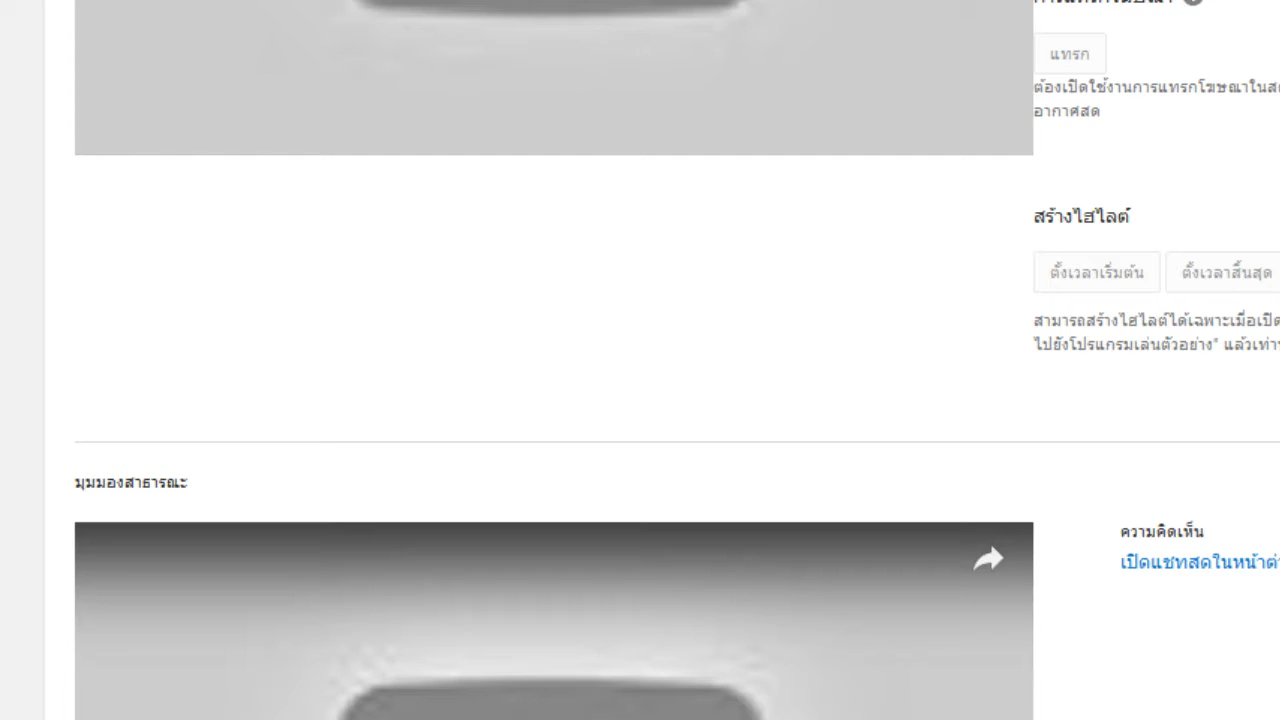 แทรก
ต้องเปิดใช้งานการแทรกโฆษณาในส
อากาศสด
สร้างไฮไลต์
ตั้งเวลาเริ่มต้น ตั้งเวลาสิ้นสุด
สามารถสร้างไฮไลต์ได้เฉพาะเมื่อเปิด
ไปยังโปรแกรมเล่นตัวอย่าง" แล้วเท่า
มุมมองสาธารณะ
ความคิดเห็น
เปิดแชทสดในหน้าต่